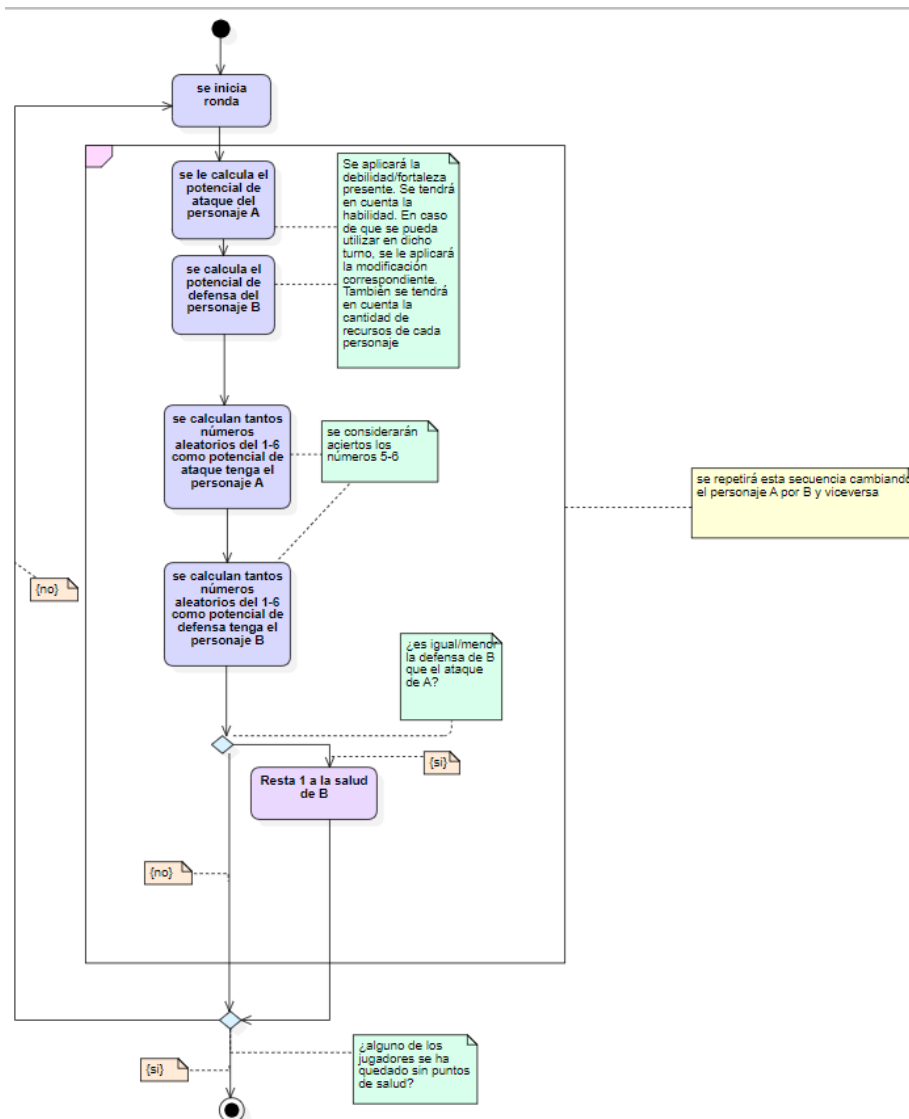 se inicia
ronda
se le calcula el
potencial de
ataque del
personaje A
Se aplicará la
debilidad/fortaleza
presente. Se tendrá
en cuenta la
habilidad. En caso
de que se pueda
utilizar en dicho
turno, se le aplicará
la modificación
correspondiente.
También se tendrá
en cuenta la
cantidad de
recursos de cada
personaje
se calcula el
potencial de
defensa del
personaje B
se calculan tantos
números
aleatorios del 1-6
como potencial de
ataque tenga el
personaje A
se considerarán
aciertos los
números 5-6
se repetirá esta secuencia cambiando
el personaje A por B y viceversa
se calculan tantos
números
aleatorios del 1-6
como potencial de
defensa tenga el
personaje B
{no}
¿es igual/menor
la defensa de B
que el ataque
de A?
{si}
Resta 1 a la salud
de B
{no}
¿alguno de los
jugadores se ha
quedado sin puntos
de salud?
{si}